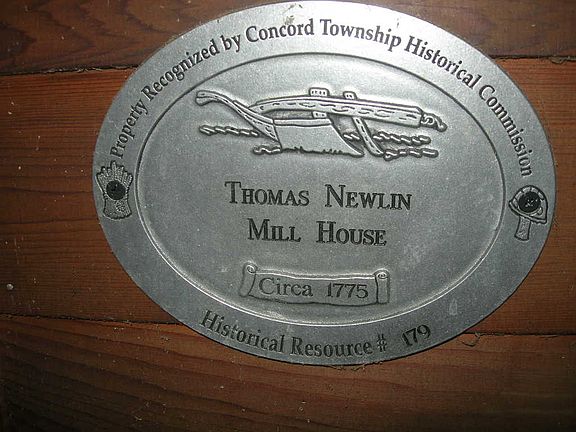 Property Recognized by Concord Township Historical Commission
THOMAS NEWLIN
MILL HOUSE
Circa 1775
Historical Resource # 179